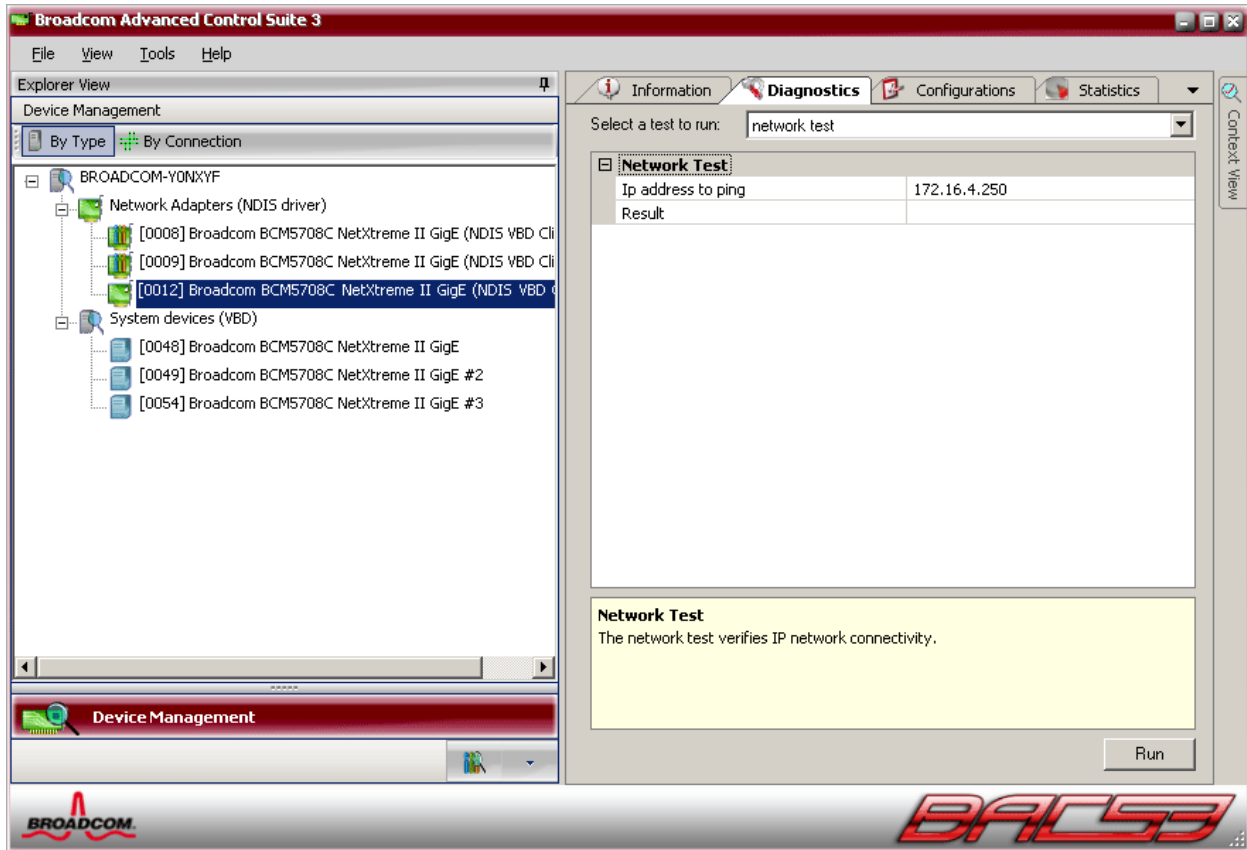 Broadcom Advanced Control Suite 3
File View Tools Help
Explorer View
Device Management
By Type By Connection
BROADCOM-Y0NXYF
Network Adapters (NDIS driver)
[0008] Broadcom BCM5708C NetXtreme II GigE (NDIS VBD Cli
[0009] Broadcom BCM5708C NetXtreme II GigE (NDIS VBD Cli
[0012] Broadcom BCM5708C NetXtreme II GigE (NDIS VBD C
System devices (VBD)
[0048] Broadcom BCM5708C NetXtreme II GigE
[0049] Broadcom BCM5708C NetXtreme II GigE #2
[0054] Broadcom BCM5708C NetXtreme II GigE #3
Device Management
Information Diagnostics Configurations Statistics
Select a test to run: network test
Network Test
Ip address to ping 172.16.4.250
Result
Network Test
The network test verifies IP network connectivity.
Run
Context View
BROADCOM.
BACS3